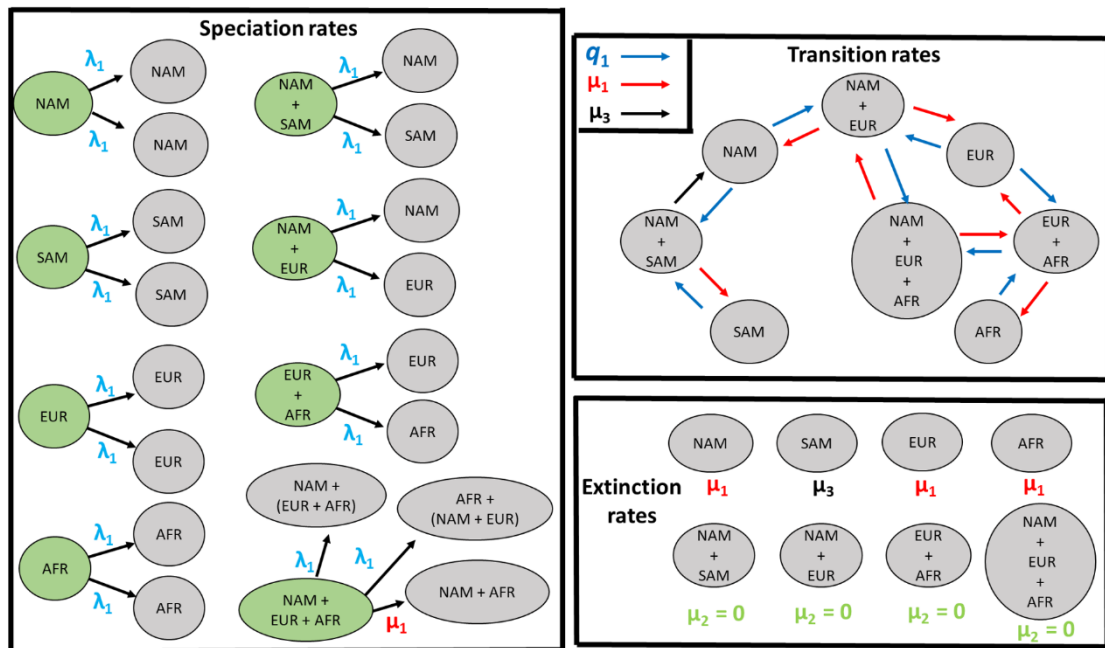 Speciation rates
λ₁
NAM
NAM
λ₁
NAM
λ₁
SAM
SAM
λ₁
SAM
λ₁
EUR
EUR
λ₁
EUR
λ₁
AFR
AFR
λ₁
AFR
λ₁
NAM
NAM
+
SAM
λ₁
SAM
λ₁
NAM
NAM
+
EUR
λ₁
EUR
λ₁
EUR
EUR
+
AFR
λ₁
AFR
NAM +
(EUR + AFR)
AFR +
(NAM + EUR)
λ₁
λ₁
NAM +
EUR + AFR
μ₁
NAM + AFR
q₁
μ₁
μ₃
Transition rates
NAM
+
EUR
NAM
EUR
NAM
+
SAM
NAM
+
EUR
+
AFR
EUR
+
AFR
SAM
AFR
Extinction
rates
NAM
μ₁
SAM
μ₃
EUR
μ₁
AFR
μ₁
NAM
+
SAM
μ₂ = 0
NAM
+
EUR
μ₂ = 0
EUR
+
AFR
μ₂ = 0
NAM
+
EUR
+
AFR
μ₂ = 0